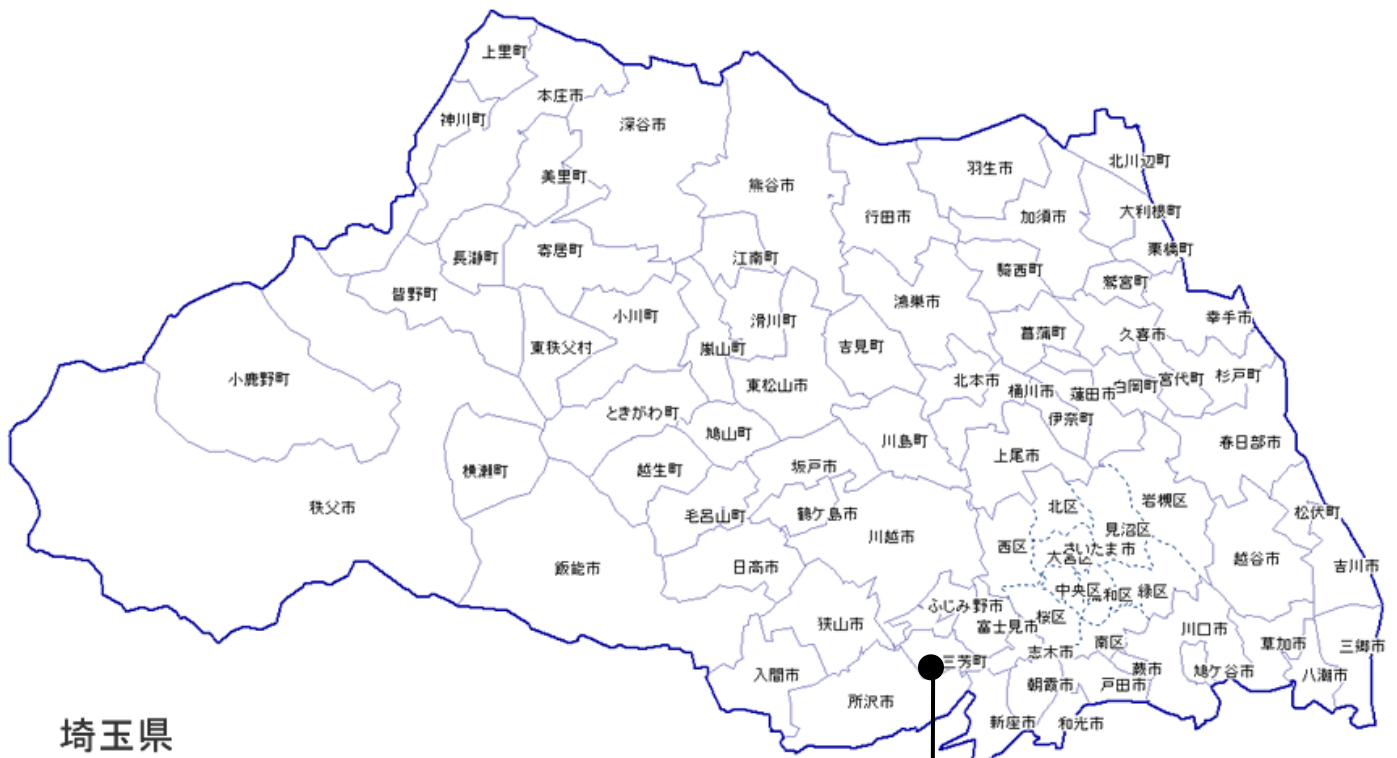 上里町
本庄市
神川町
深谷市
美里町
熊谷市
羽生市
北川辺町
行田市
加須市
大利根町
栗橋町
長瀞町
寄居町
江南町
騎西町
鷲宮町
皆野町
鴻巣市
小川町
滑川町
幸手市
菖蒲町
久喜市
東秩父村
嵐山町
吉見町
小鹿野町
東松山市
北本市
桶川市
蓮田市
白岡町
宮代町
杉戸町
ときがわ町
鳩山町
伊奈町
川島町
春日部市
上尾市
横瀬町
越生町
坂戸市
秩父市
毛呂山町
鶴ケ島市
北区
岩槻区
松伏町
見沼区
川越市
西区
さいたま市
大宮区
越谷市
吉川市
飯能市
日高市
中央区
浦和区
緑区
ふじみ野市
桜区
狭山市
富士見市
川口市
南区
草加市
三郷市
志木市
三芳町
入間市
蕨市
鳩ケ谷市
八潮市
朝霞市
戸田市
所沢市
新座市
和光市
埼玉県